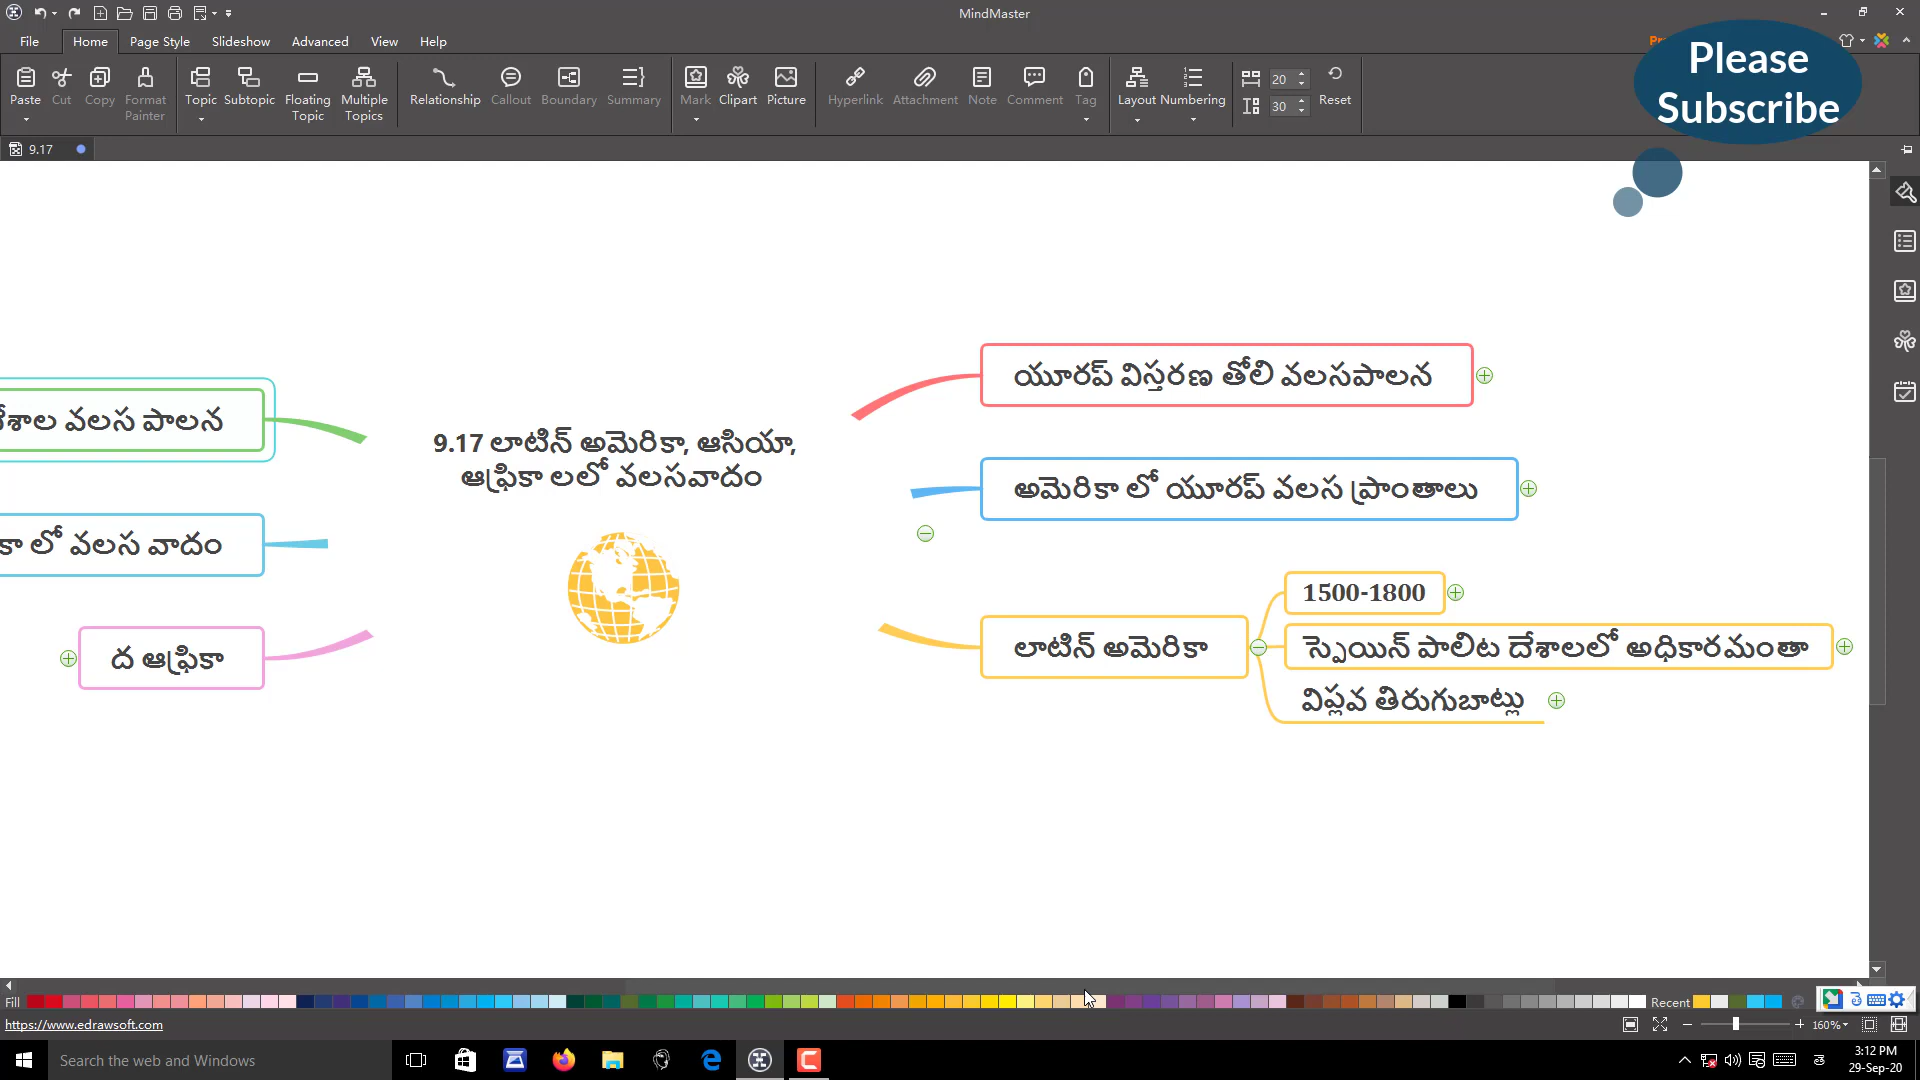 MindMaster
File Home Page Style Slideshow Advanced View Help
Please
Subscribe
Paste Cut Copy Format Painter Topic Subtopic Floating Topic Multiple Topics Relationship Callout Boundary Summary Mark Clipart Picture Hyperlink Attachment Note Comment Tag Layout Numbering 20 30 Reset
9.17
యూరప్ విస్తరణ తోలి వలసపాలన
దేశాల వలస పాలన
9.17 లాటిన్ అమెరికా, ఆసియా,
ఆఫ్రికా లలో వలసవాదం
అమెరికా లో యూరప్ వలస ప్రాంతాలు
కా లో వలస వాదం
1500-1800
ద ఆఫ్రికా
లాటిన్ అమెరికా
స్పెయిన్ పాలిట దేశాలలో అధికారమంతా
విప్లవ తిరుగుబాట్లు
Fill
Recent
https://www.edrawsoft.com
160%
Search the web and Windows
3:12 PM
29-Sep-20